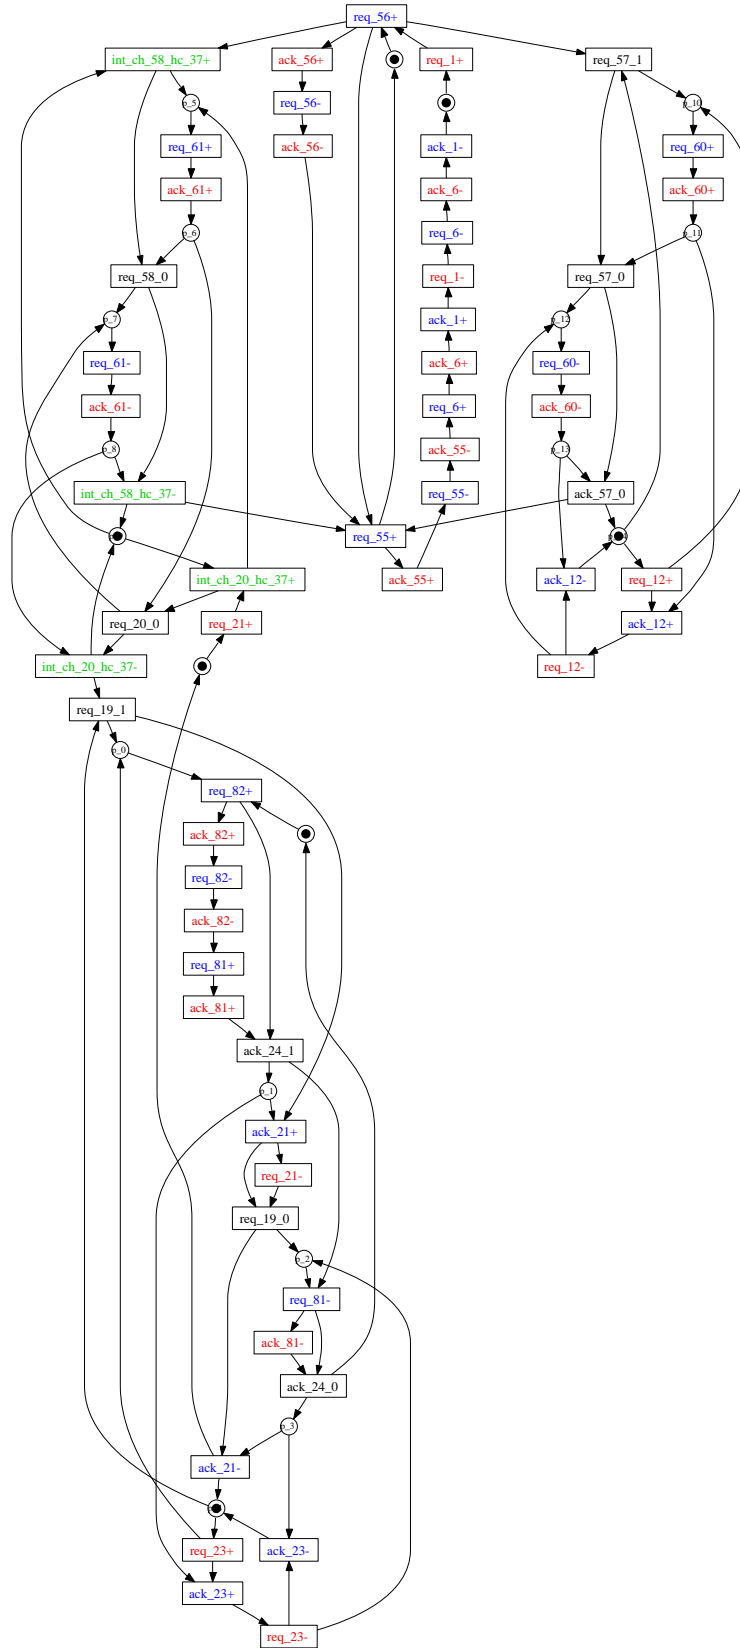 req_56+
int_ch_58_hc_37+
ack_56+
req_1+
req_57_1
p_5
req_56-
p_10
req_61+
ack_56-
ack_1-
req_60+
ack_61+
ack_6-
ack_60+
p_6
req_6-
p_11
req_58_0
req_1-
req_57_0
p_7
ack_1+
p_12
req_61-
ack_6+
req_60-
ack_61-
req_6+
ack_60-
p_8
ack_55-
p_13
int_ch_58_hc_37-
req_55-
ack_57_0
req_55+
int_ch_20_hc_37+
ack_55+
ack_12-
req_12+
req_20_0
req_21+
ack_12+
int_ch_20_hc_37-
req_12-
req_19_1
p_0
req_82+
ack_82+
req_82-
ack_82-
req_81+
ack_81+
ack_24_1
p_1
ack_21+
req_21-
req_19_0
p_2
req_81-
ack_81-
ack_24_0
p_3
ack_21-
req_23+
ack_23-
ack_23+
req_23-